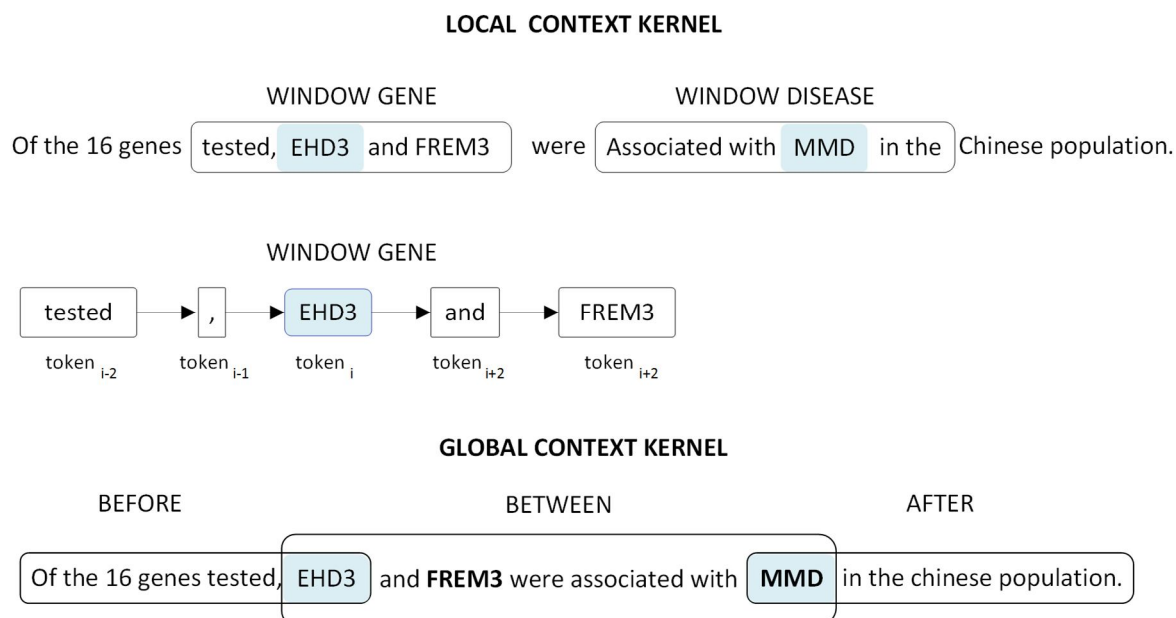 LOCAL CONTEXT KERNEL
WINDOW GENE WINDOW DISEASE
Of the 16 genes tested, EHD3 and FREM3 were Associated with MMD in the Chinese population.
WINDOW GENE
tested , EHD3 and FREM3
token i-2 token i-1 token i token i+2 token i+2
GLOBAL CONTEXT KERNEL
BEFORE BETWEEN AFTER
Of the 16 genes tested, EHD3 and FREM3 were associated with MMD in the chinese population.